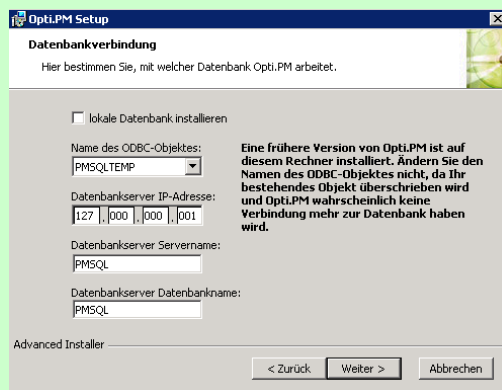 Opti.PM Setup
Datenbankverbindung
Hier bestimmen Sie, mit welcher Datenbank Opti.PM arbeitet.
lokale Datenbank installieren
Name des ODBC-Objektes:
PMSQLTEMP
Eine frühere Version von Opti.PM ist auf
diesem Rechner installiert. Ändern Sie den
Namen des ODBC-Objektes nicht, da Ihr
bestehendes Objekt überschrieben wird
und Opti.PM wahrscheinlich keine
Verbindung mehr zur Datenbank haben
wird.
Datenbankserver IP-Adresse:
127 . 000 . 000 . 001
Datenbankserver Servername:
PMSQL
Datenbankserver Datenbankname:
PMSQL
Advanced Installer
< Zurück
Weiter >
Abbrechen